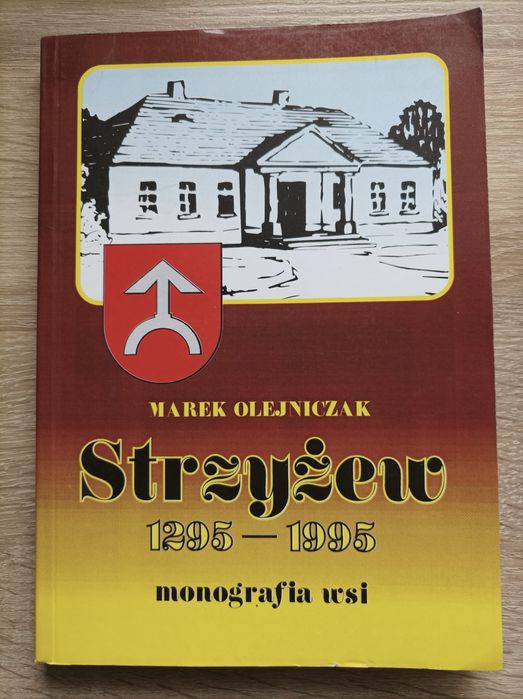 MAREK OLEJNICZAK
Strzyżew
1295 — 1995
monografia wsi